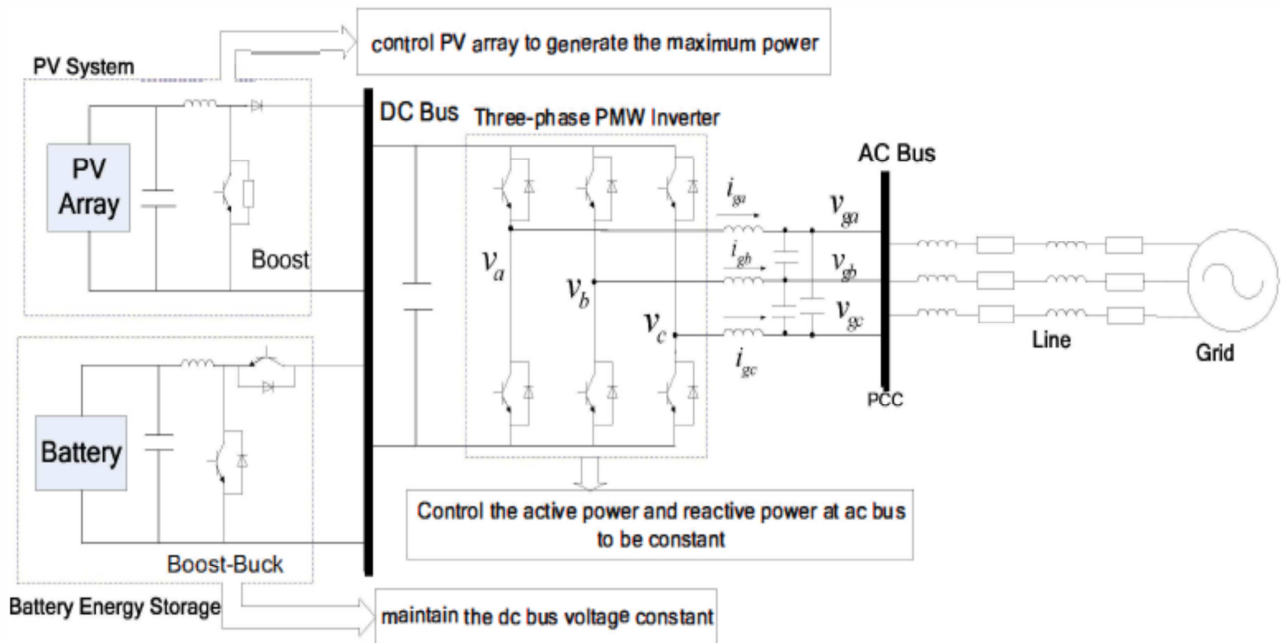 control PV array to generate the maximum power
PV System
DC Bus
Three-phase PMW Inverter
AC Bus
PV
Array
Boost
v_a
v_b
v_c
i_ga
i_gb
i_gc
v_ga
v_gb
v_gc
Line
Grid
PCC
Battery
Boost-Buck
Control the active power and reactive power at ac bus
to be constant
Battery Energy Storage
maintain the dc bus voltage constant